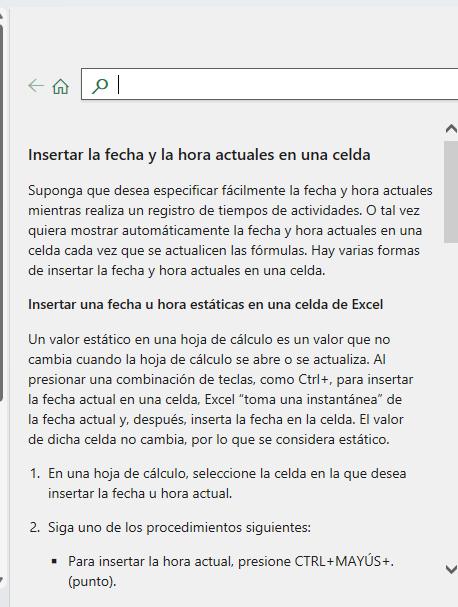 Insertar la fecha y la hora actuales en una celda
Suponga que desea especificar fácilmente la fecha y hora actuales
mientras realiza un registro de tiempos de actividades. O tal vez
quiera mostrar automáticamente la fecha y hora actuales en una
celda cada vez que se actualicen las fórmulas. Hay varias formas
de insertar la fecha y hora actuales en una celda.
Insertar una fecha u hora estáticas en una celda de Excel
Un valor estático en una hoja de cálculo es un valor que no
cambia cuando la hoja de cálculo se abre o se actualiza. Al
presionar una combinación de teclas, como Ctrl+, para insertar
la fecha actual en una celda, Excel “toma una instantánea” de
la fecha actual y, después, inserta la fecha en la celda. El valor
de dicha celda no cambia, por lo que se considera estático.
1. En una hoja de cálculo, seleccione la celda en la que desea
insertar la fecha u hora actual.
2. Siga uno de los procedimientos siguientes:
▪ Para insertar la hora actual, presione CTRL+MAYÚS+.
(punto).